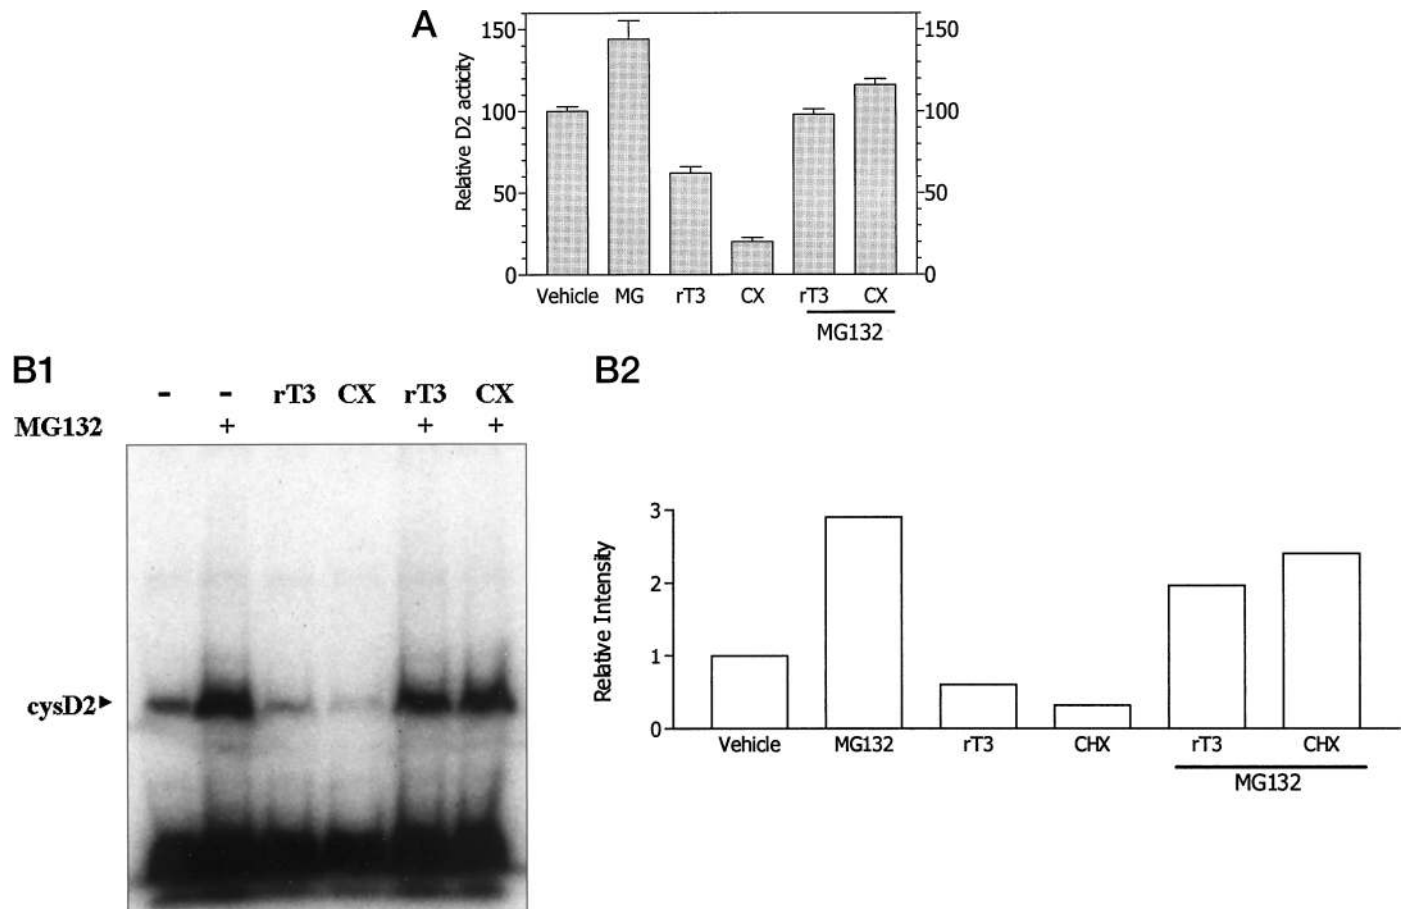 A
Relative D2 acticity
150
100
50
0
150
100
50
0
Vehicle MG rT3 CX rT3 CX
MG132
B1
- - rT3 CX rT3 CX
MG132 + + +
cysD2
B2
Relative Intensity
3
2
1
0
Vehicle MG132 rT3 CHX rT3 CHX
MG132